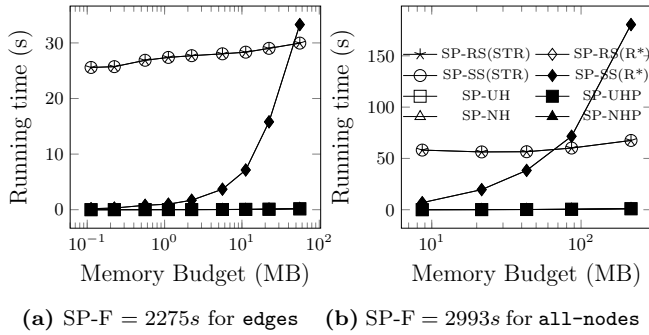 Running time (s)
30
20
10
0
10^-1 10^0 10^1 10^2
Memory Budget (MB)
(a) SP-F = 2275s for edges
Running time (s)
150
100
50
0
SP-RS(STR) SP-RS(R*)
SP-SS(STR) SP-SS(R*)
SP-UH SP-UHP
SP-NH SP-NHP
10^1 10^2
Memory Budget (MB)
(b) SP-F = 2993s for all-nodes